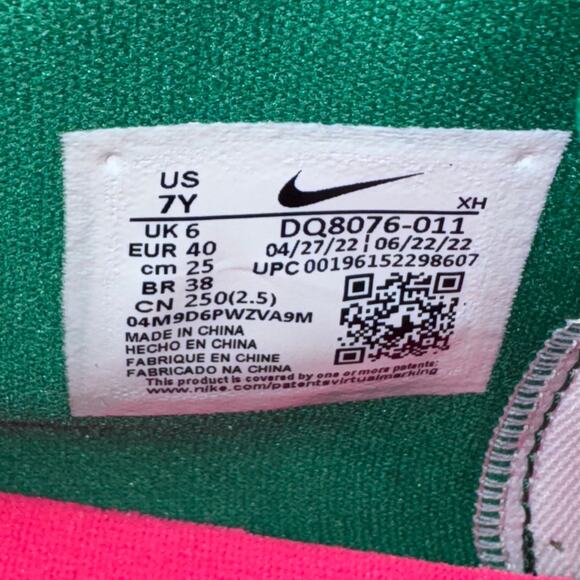 US
7Y
XH
UK 6
DQ8076-011
EUR 40
04/27/22 | 06/22/22
cm 25
UPC 00196152298607
BR 38
CN 250(2.5)
04M9D6PWZVA9M
MADE IN CHINA
HECHO EN CHINA
FABRIQUE EN CHINE
FABRICADO NA CHINA
This product is covered by one or more patents
www.nike.com/patentsvirtualmarking